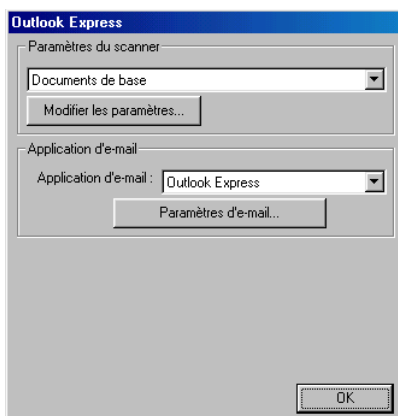 Outlook Express
Paramètres du scanner
Documents de base
Modifier les paramètres...
Application d'e-mail
Application d'e-mail : Outlook Express
Paramètres d'e-mail...
OK